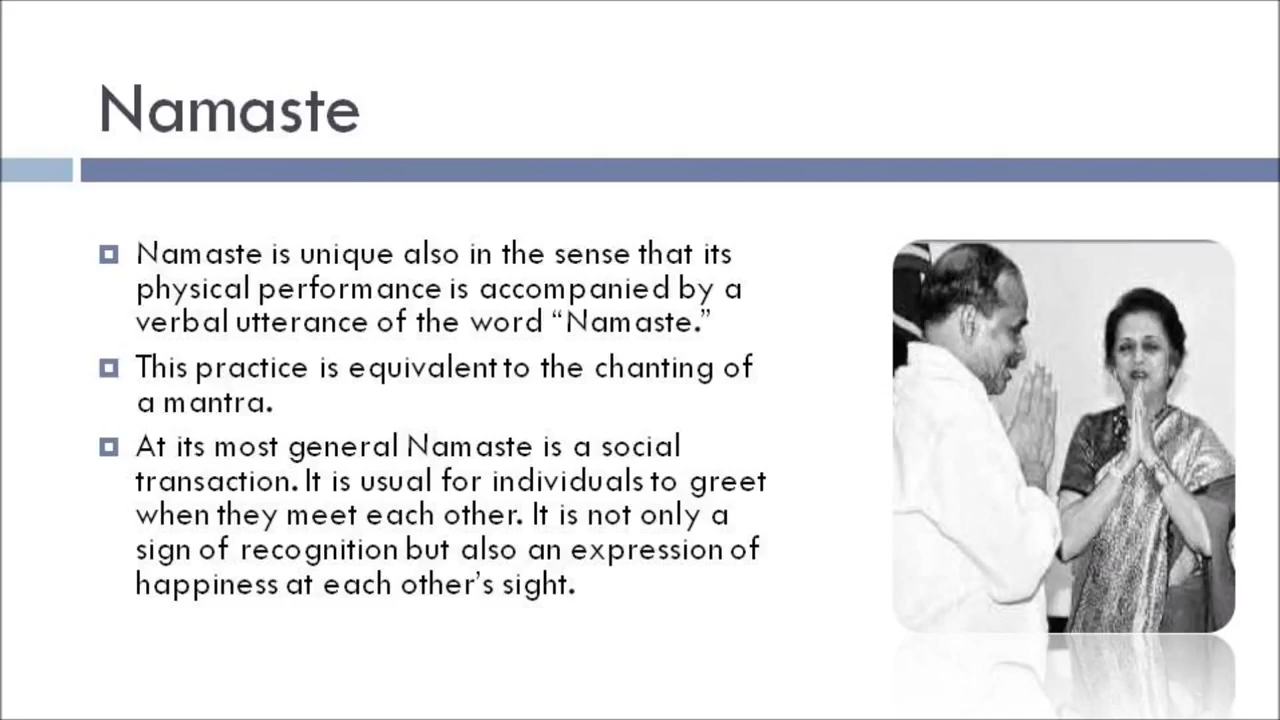 Namaste
Namaste is unique also in the sense that its
physical performance is accompanied by a
verbal utterance of the word “Namaste.”
This practice is equivalent to the chanting of
a mantra.
At its most general Namaste is a social
transaction. It is usual for individuals to greet
when they meet each other. It is not only a
sign of recognition but also an expression of
happiness at each other’s sight.